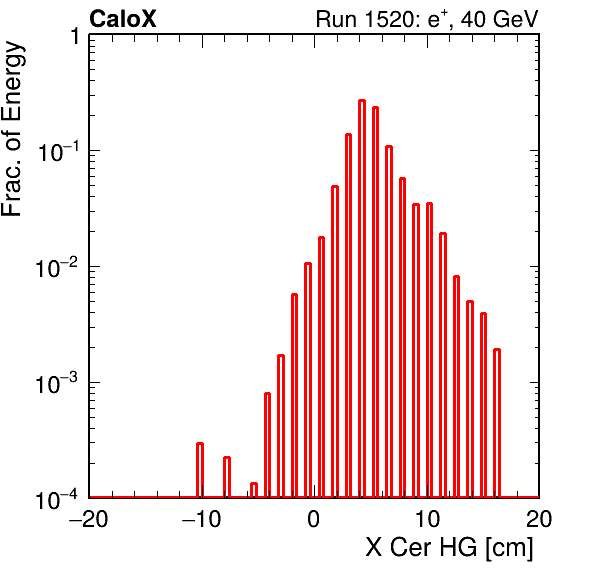 CaloX Run 1520: e⁺, 40 GeV
Frac. of Energy
1
10⁻¹
10⁻²
10⁻³
10⁻⁴
−20 −10 0 10 20
X Cer HG [cm]